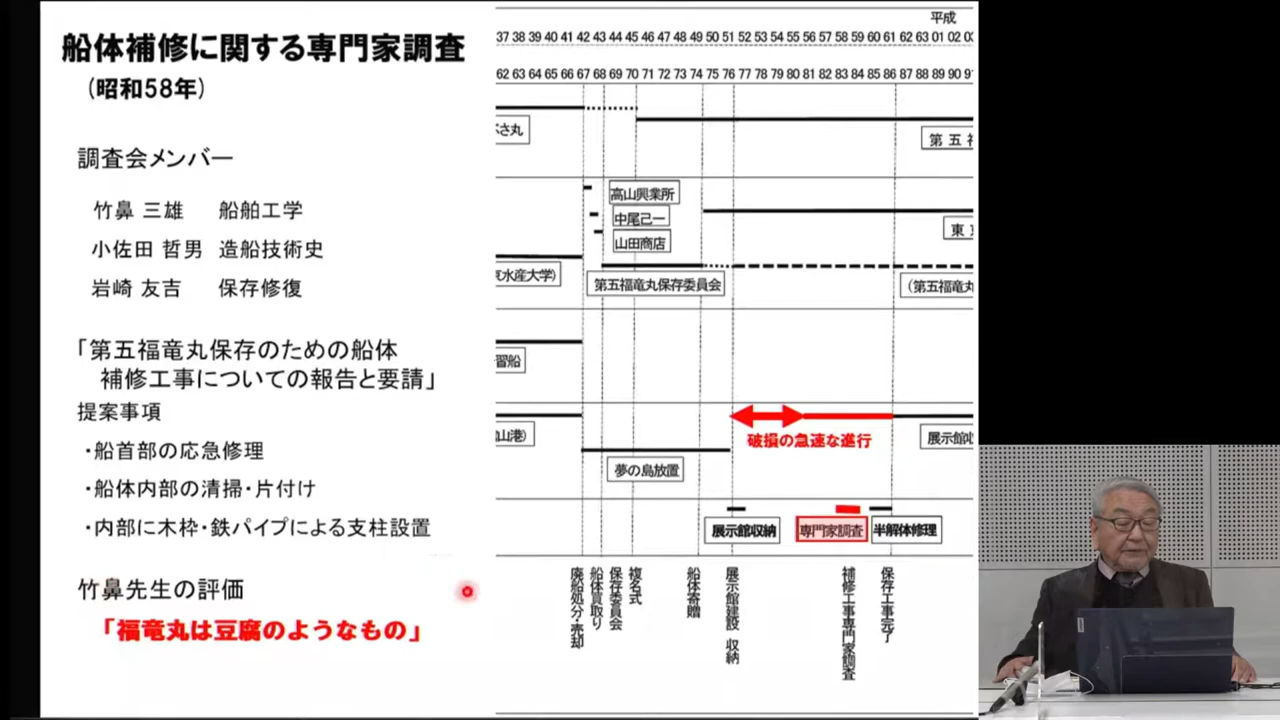 船体補修に関する専門家調査
(昭和58年)
調査会メンバー
竹鼻 三雄 船舶工学
小佐田 哲男 造船技術史
岩崎 友吉 保存修復
「第五福竜丸保存のための船体
補修工事についての報告と要請」
提案事項
・船首部の応急修理
・船体内部の清掃・片付け
・内部に木枠・鉄パイプによる支柱設置
竹鼻先生の評価
「福竜丸は豆腐のようなもの」
平成
37 38 39 40 41 42 43 44 45 46 47 48 49 50 51 52 53 54 55 56 57 58 59 60 61 62 63 01 02
62 63 64 65 66 67 68 69 70 71 72 73 74 75 76 77 78 79 80 81 82 83 84 85 86 87 88 89 90
さ丸
第五
高山興業所
中尾己一
山田商店
東
水産大学)
第五福竜丸保存委員会
(第五福竜丸
習船
破損の急速な進行
山港)
展示館収
夢の島放置
展示館収納
専門家調査
半解体修理
廃船処分・売却
船体買取り
保存委員会
複名式
船体寄贈
展示館建設 収納
補修工事専門家調査
保存工事完了